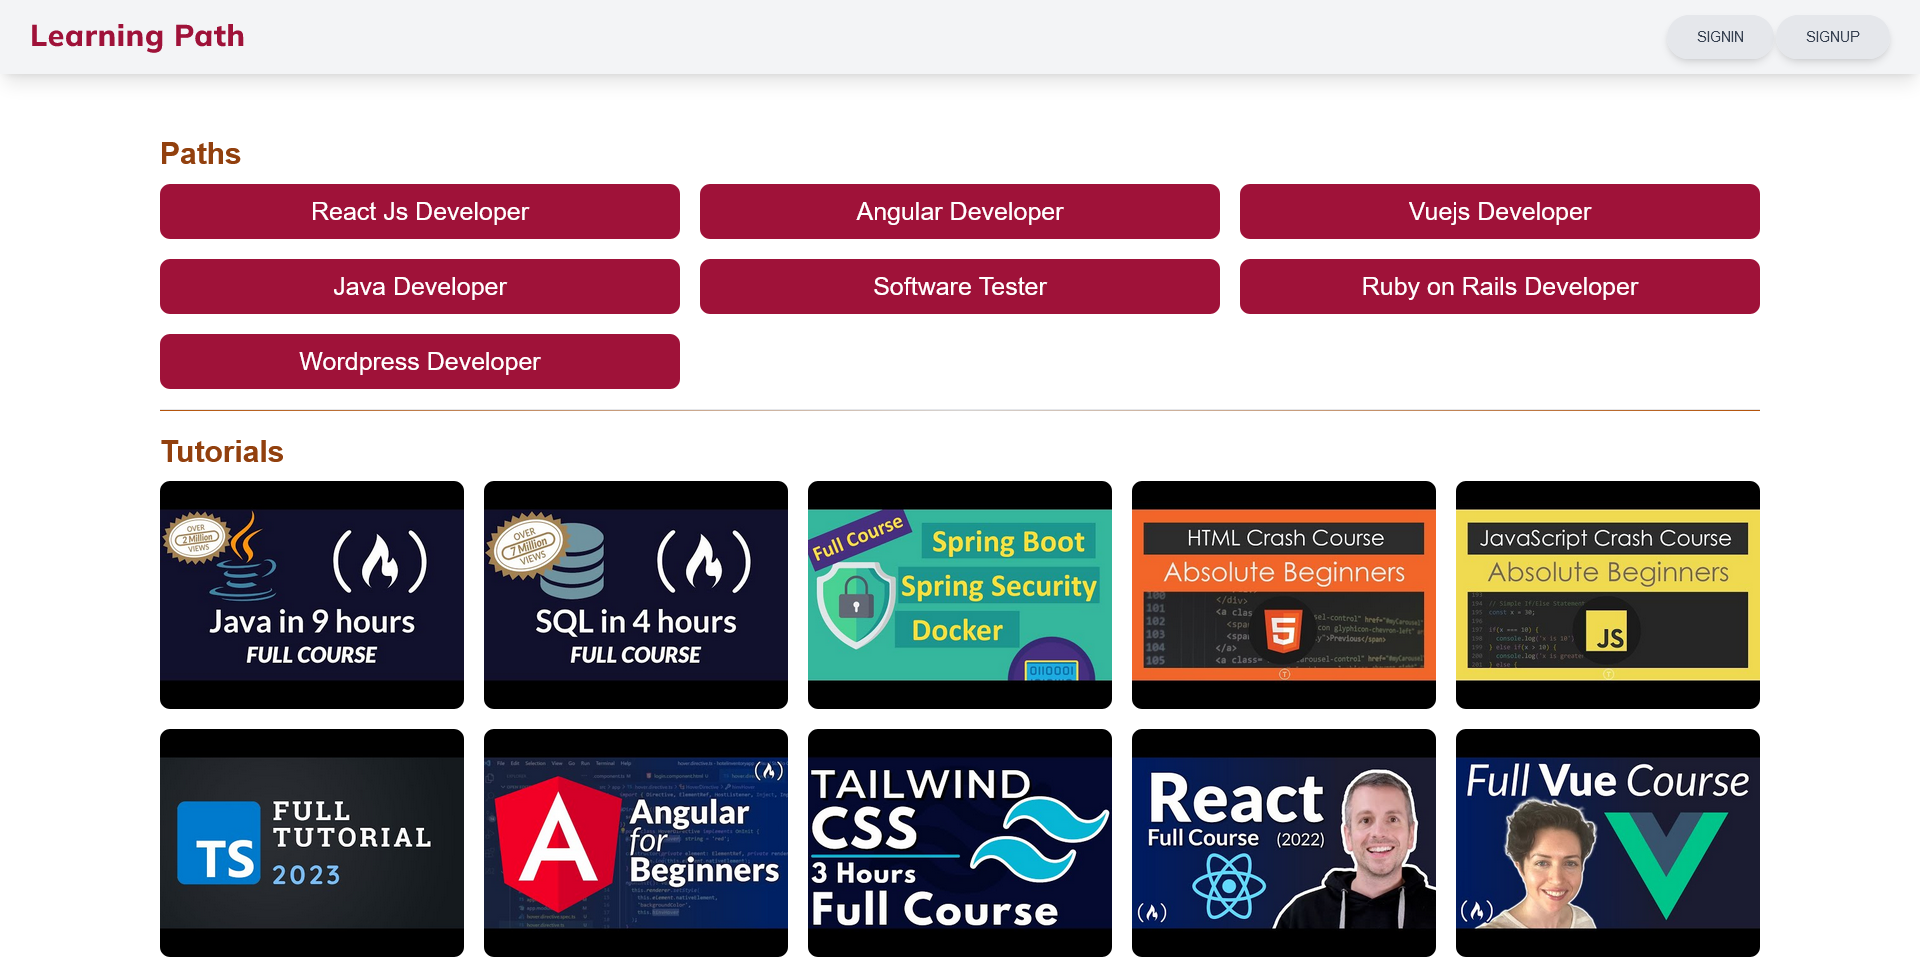 Learning Path
SIGNIN
SIGNUP
Paths
React Js Developer
Angular Developer
Vuejs Developer
Java Developer
Software Tester
Ruby on Rails Developer
Wordpress Developer
Tutorials
OVER
2 Million
VIEWS
Java in 9 hours
FULL COURSE
OVER
7 Million
VIEWS
SQL in 4 hours
FULL COURSE
Full Course
Spring Boot
Spring Security
Docker
HTML Crash Course
Absolute Beginners
JavaScript Crash Course
Absolute Beginners
JS
TS
FULL
TUTORIAL
2023
Angular
for
Beginners
TAILWIND
CSS
3 Hours
Full Course
React
Full Course (2022)
Full Vue Course